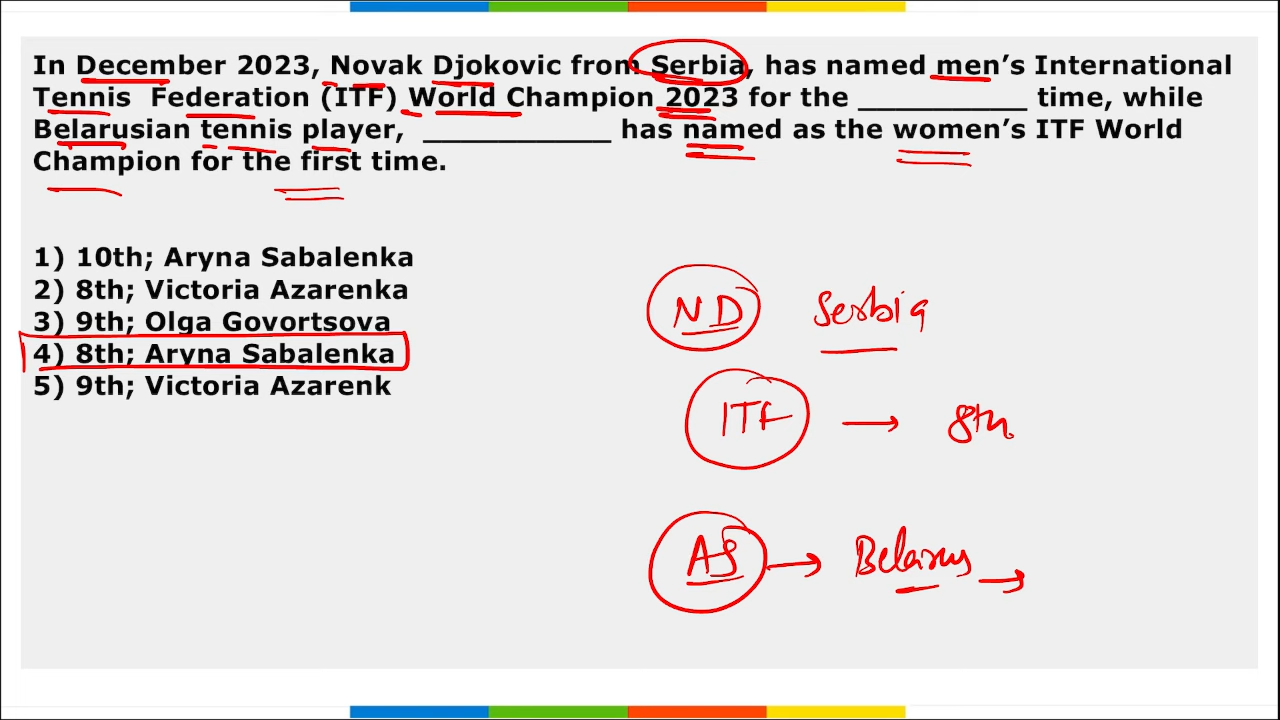 In December 2023, Novak Djokovic from Serbia, has named men’s International
Tennis Federation (ITF) World Champion 2023 for the ____________ time, while
Belarusian tennis player, _____________ has named as the women’s ITF World
Champion for the first time.
1) 10th; Aryna Sabalenka
2) 8th; Victoria Azarenka
3) 9th; Olga Govortsova
4) 8th; Aryna Sabalenka
5) 9th; Victoria Azarenk
ND Serbia
ITF → 8th
AS → Belarus →